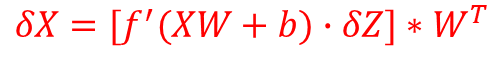 δX = [f′(XW + b) · δZ] ∗ W^T